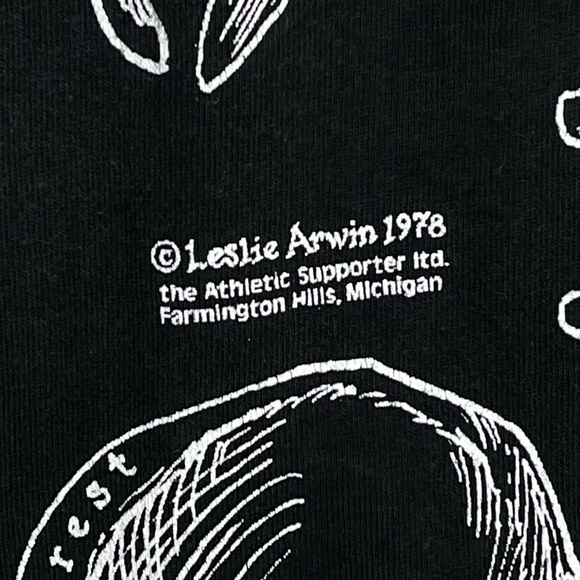 © Leslie Arwin 1978
the Athletic Supporter ltd.
Farmington Hills, Michigan
rest